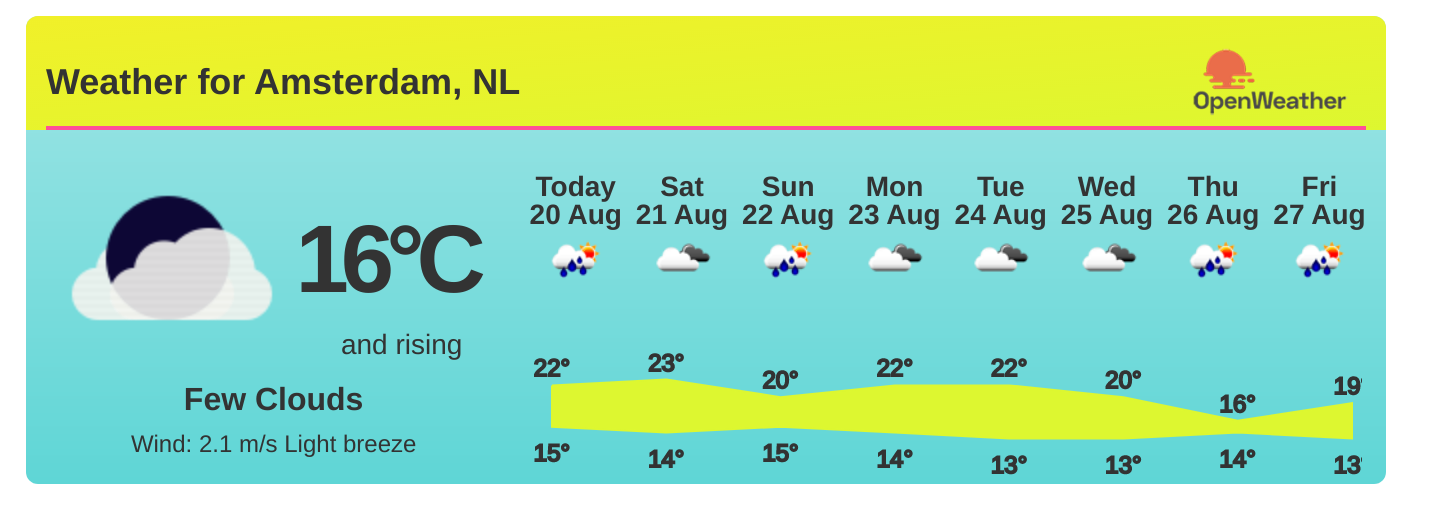 Weather for Amsterdam, NL
OpenWeather
16°C
and rising
Few Clouds
Wind: 2.1 m/s Light breeze
Today Sat Sun Mon Tue Wed Thu Fri
20 Aug 21 Aug 22 Aug 23 Aug 24 Aug 25 Aug 26 Aug 27 Aug
22° 23° 20° 22° 22° 20° 16° 19°
15° 14° 15° 14° 13° 13° 14° 13°